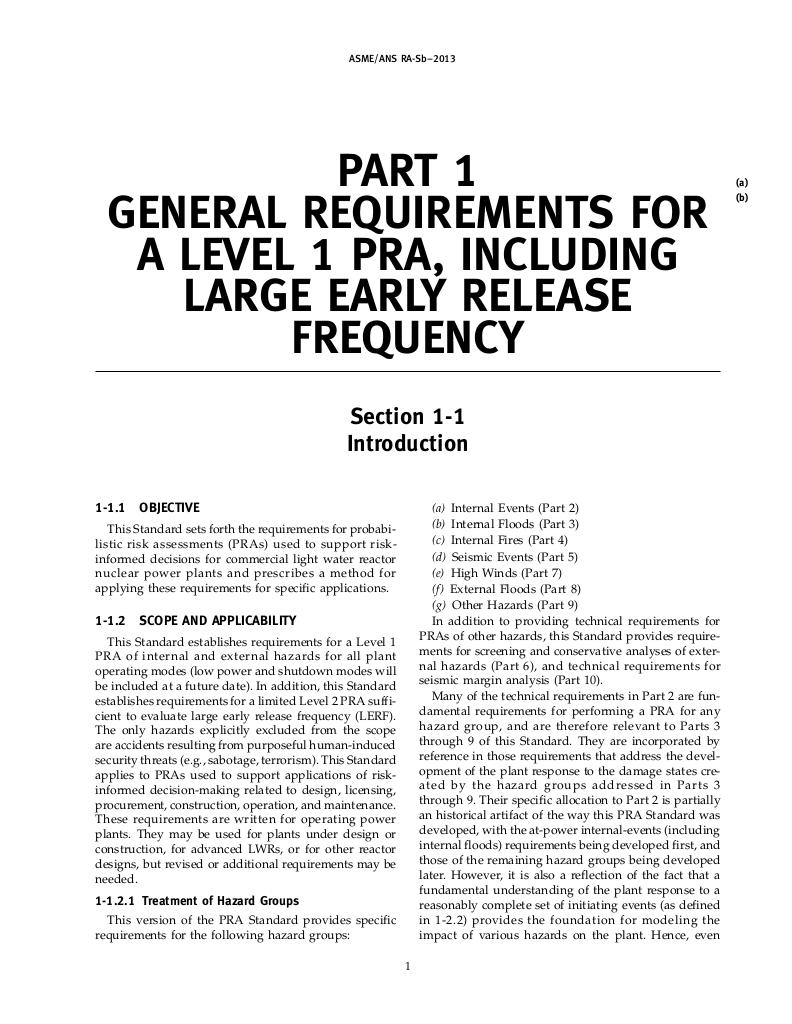 ASME/ANS RA-Sb–2013
PART 1
GENERAL REQUIREMENTS FOR
A LEVEL 1 PRA, INCLUDING
LARGE EARLY RELEASE
FREQUENCY
(a)
(b)
Section 1-1
Introduction
1-1.1 OBJECTIVE
This Standard sets forth the requirements for probabi-
listic risk assessments (PRAs) used to support risk-
informed decisions for commercial light water reactor
nuclear power plants and prescribes a method for
applying these requirements for specific applications.
1-1.2 SCOPE AND APPLICABILITY
This Standard establishes requirements for a Level 1
PRA of internal and external hazards for all plant
operating modes (low power and shutdown modes will
be included at a future date). In addition, this Standard
establishes requirements for a limited Level 2 PRA suffi-
cient to evaluate large early release frequency (LERF).
The only hazards explicitly excluded from the scope
are accidents resulting from purposeful human-induced
security threats (e.g., sabotage, terrorism). This Standard
applies to PRAs used to support applications of risk-
informed decision-making related to design, licensing,
procurement, construction, operation, and maintenance.
These requirements are written for operating power
plants. They may be used for plants under design or
construction, for advanced LWRs, or for other reactor
designs, but revised or additional requirements may be
needed.
1-1.2.1 Treatment of Hazard Groups
This version of the PRA Standard provides specific
requirements for the following hazard groups:
(a) Internal Events (Part 2)
(b) Internal Floods (Part 3)
(c) Internal Fires (Part 4)
(d) Seismic Events (Part 5)
(e) High Winds (Part 7)
(f) External Floods (Part 8)
(g) Other Hazards (Part 9)
In addition to providing technical requirements for
PRAs of other hazards, this Standard provides require-
ments for screening and conservative analyses of exter-
nal hazards (Part 6), and technical requirements for
seismic margin analysis (Part 10).
Many of the technical requirements in Part 2 are fun-
damental requirements for performing a PRA for any
hazard group, and are therefore relevant to Parts 3
through 9 of this Standard. They are incorporated by
reference in those requirements that address the devel-
opment of the plant response to the damage states cre-
ated by the hazard groups addressed in Parts 3
through 9. Their specific allocation to Part 2 is partially
an historical artifact of the way this PRA Standard was
developed, with the at-power internal-events (including
internal floods) requirements being developed first, and
those of the remaining hazard groups being developed
later. However, it is also a reflection of the fact that a
fundamental understanding of the plant response to a
reasonably complete set of initiating events (as defined
in 1-2.2) provides the foundation for modeling the
impact of various hazards on the plant. Hence, even
1